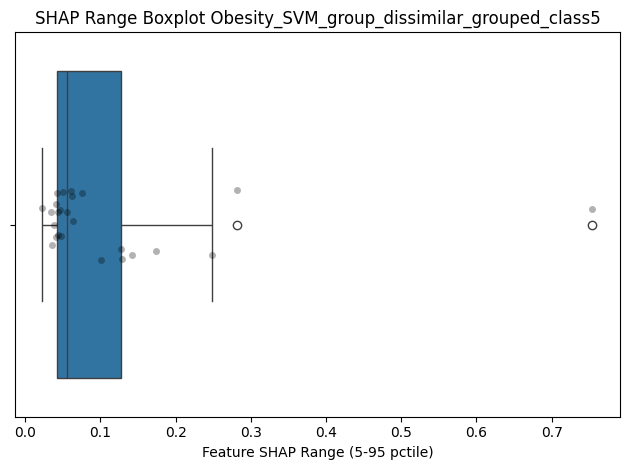 SHAP Range Boxplot Obesity_SVM_group_dissimilar_grouped_class5
0.0 0.1 0.2 0.3 0.4 0.5 0.6 0.7
Feature SHAP Range (5-95 pctile)